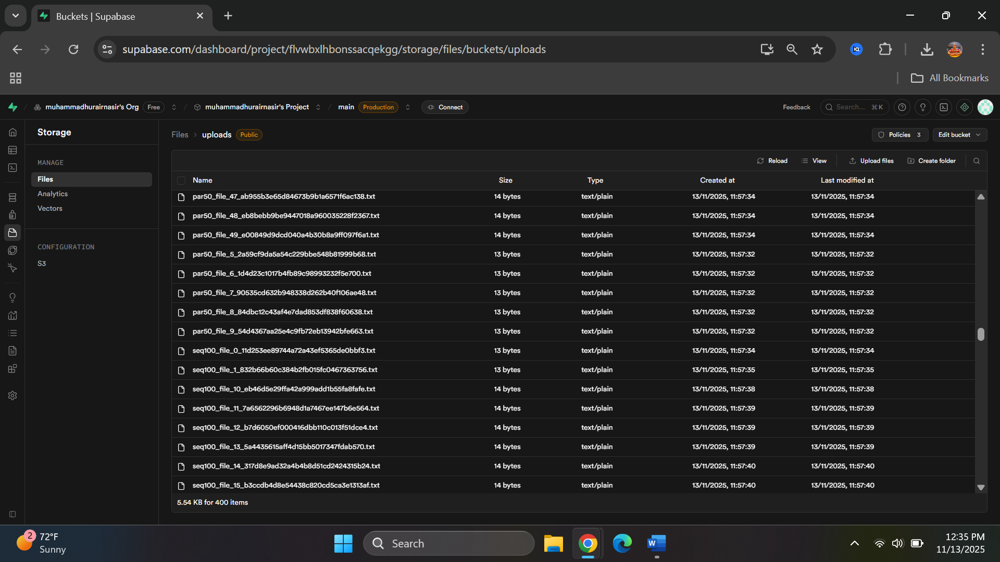 Buckets | Supabase
supabase.com/dashboard/project/flvwbxlhbonssacqekgg/storage/files/buckets/uploads
All Bookmarks
muhammadhurairnasir's Org Free / muhammadhurairnasir's Project / main Production Connect
Feedback Search... ⌘ K
Storage
MANAGE
Files
Analytics
Vectors
CONFIGURATION
S3
Files > uploads Public
Policies 3 Edit bucket
Reload View Upload files Create folder
Name Size Type Created at Last modified at
par50_file_47_ab955b3e65d84673b9b1a6571f6ac138.txt 14 bytes text/plain 13/11/2025, 11:57:34 13/11/2025, 11:57:34
par50_file_48_eb8bebb9be9447018a960035228f2367.txt 14 bytes text/plain 13/11/2025, 11:57:34 13/11/2025, 11:57:34
par50_file_49_e00849d9dcd040a4b30b8a9ff097f6a1.txt 14 bytes text/plain 13/11/2025, 11:57:34 13/11/2025, 11:57:34
par50_file_5_2a59cf9da5a54c229bbe548b81999b68.txt 13 bytes text/plain 13/11/2025, 11:57:32 13/11/2025, 11:57:32
par50_file_6_1d4d23c1017b4fb89c98993232f5e700.txt 13 bytes text/plain 13/11/2025, 11:57:32 13/11/2025, 11:57:32
par50_file_7_90535cd632b948338d262b40f106ae48.txt 13 bytes text/plain 13/11/2025, 11:57:32 13/11/2025, 11:57:32
par50_file_8_84dbc12c43af4e7dad853df838f60638.txt 13 bytes text/plain 13/11/2025, 11:57:32 13/11/2025, 11:57:32
par50_file_9_54d4367aa25e4c9fb72eb13942bfe663.txt 13 bytes text/plain 13/11/2025, 11:57:32 13/11/2025, 11:57:32
seq100_file_0_11d253ee89744a72a43ef5365de0bbf3.txt 13 bytes text/plain 13/11/2025, 11:57:34 13/11/2025, 11:57:34
seq100_file_1_832b66b60c384b2fb015fc0467363756.txt 13 bytes text/plain 13/11/2025, 11:57:35 13/11/2025, 11:57:35
seq100_file_10_eb46d5e29ffa42a999add1b55fa8fafe.txt 14 bytes text/plain 13/11/2025, 11:57:38 13/11/2025, 11:57:38
seq100_file_11_7a6562296b6948d1a7467ee147b6e564.txt 14 bytes text/plain 13/11/2025, 11:57:39 13/11/2025, 11:57:39
seq100_file_12_b7d6050ef000416dbb110c013f51dce4.txt 14 bytes text/plain 13/11/2025, 11:57:39 13/11/2025, 11:57:39
seq100_file_13_5a4435615aff4d15bb5017347fdab570.txt 14 bytes text/plain 13/11/2025, 11:57:39 13/11/2025, 11:57:39
seq100_file_14_317d8e9ad32a4b4b8d51cd2424315b24.txt 14 bytes text/plain 13/11/2025, 11:57:40 13/11/2025, 11:57:40
seq100_file_15_b3ccdb4d8e54438c820cd5ca3e1313af.txt 14 bytes text/plain 13/11/2025, 11:57:40 13/11/2025, 11:57:40
5.54 KB for 400 items
2 72°F
Sunny
Search
12:35 PM
11/13/2025